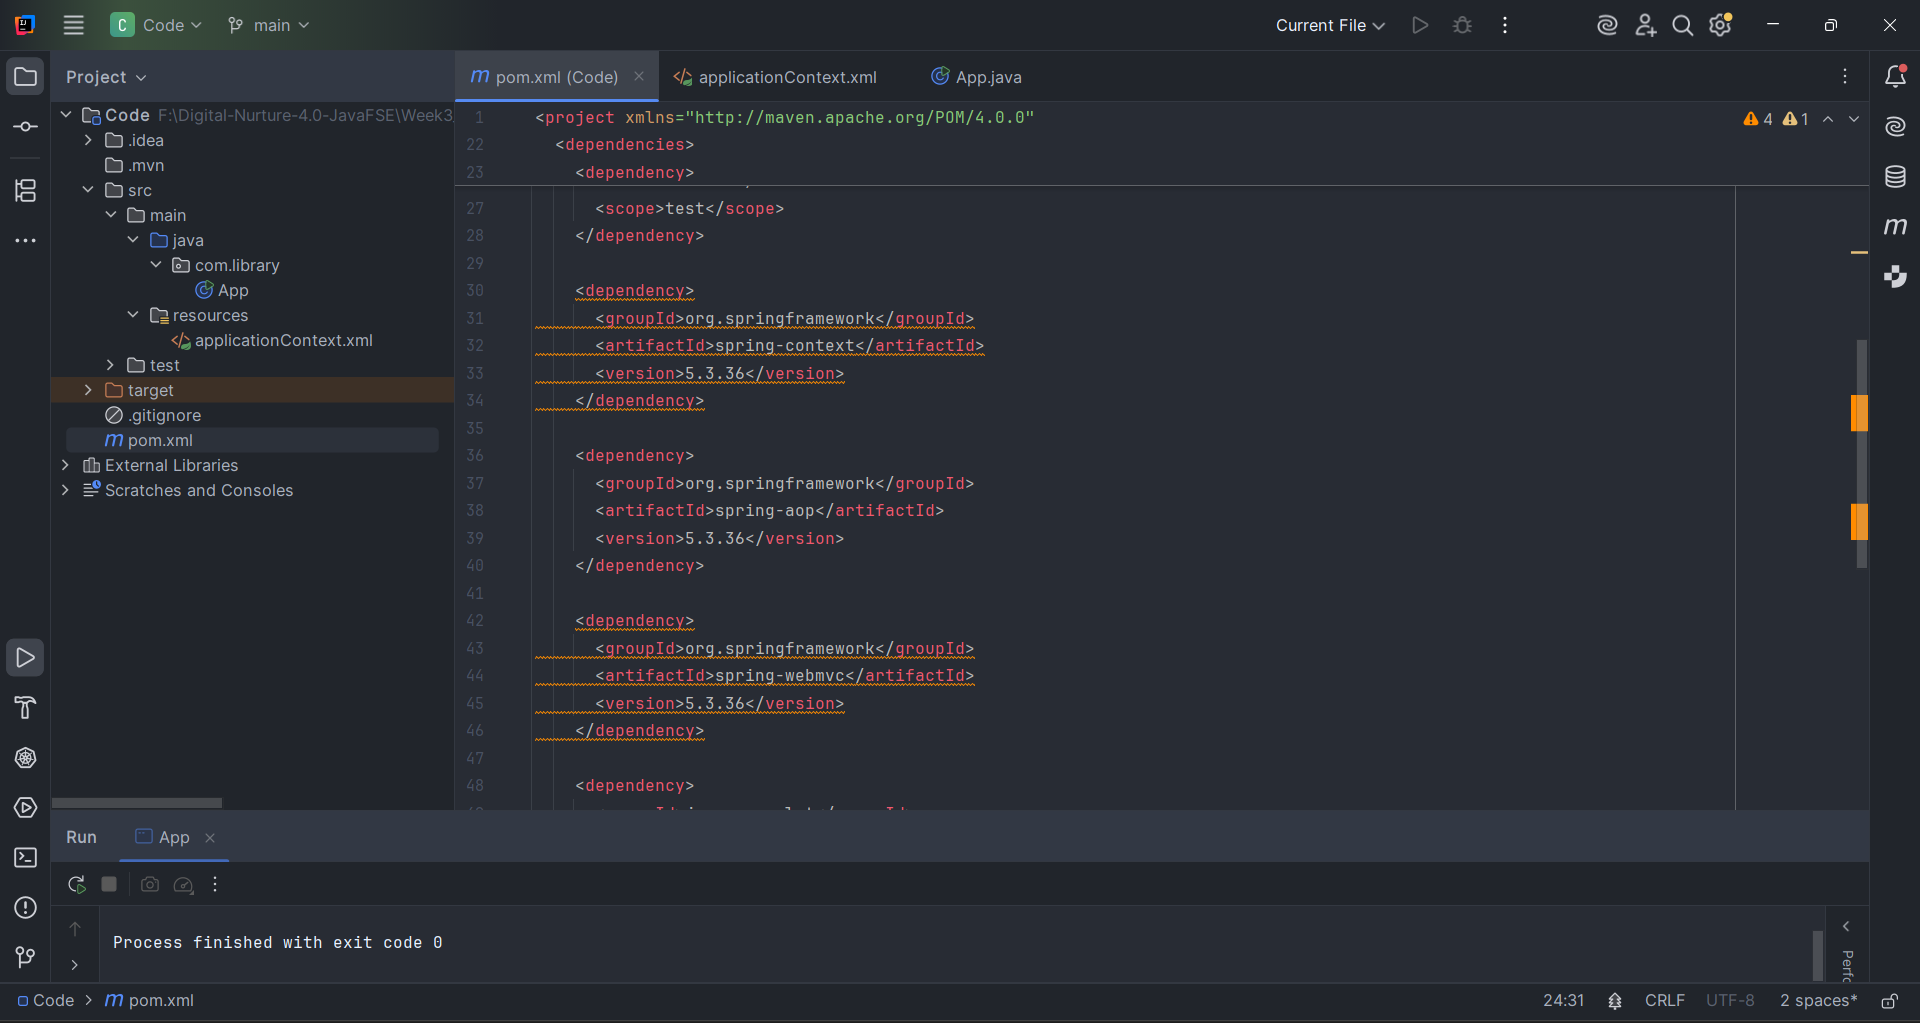 C Code main Current File
Project
pom.xml (Code) applicationContext.xml App.java
Code F:\Digital-Nurture-4.0-JavaFSE\Week3
.idea
.mvn
src
main
java
com.library
App
resources
applicationContext.xml
test
target
.gitignore
pom.xml
External Libraries
Scratches and Consoles
4 1
1 <project xmlns="http://maven.apache.org/POM/4.0.0"
22 <dependencies>
23 <dependency>
27 <scope>test</scope>
28 </dependency>
29
30 <dependency>
31 <groupId>org.springframework</groupId>
32 <artifactId>spring-context</artifactId>
33 <version>5.3.36</version>
34 </dependency>
35
36 <dependency>
37 <groupId>org.springframework</groupId>
38 <artifactId>spring-aop</artifactId>
39 <version>5.3.36</version>
40 </dependency>
41
42 <dependency>
43 <groupId>org.springframework</groupId>
44 <artifactId>spring-webmvc</artifactId>
45 <version>5.3.36</version>
46 </dependency>
47
48 <dependency>
Run App
Process finished with exit code 0
Code pom.xml 24:31 CRLF UTF-8 2 spaces*